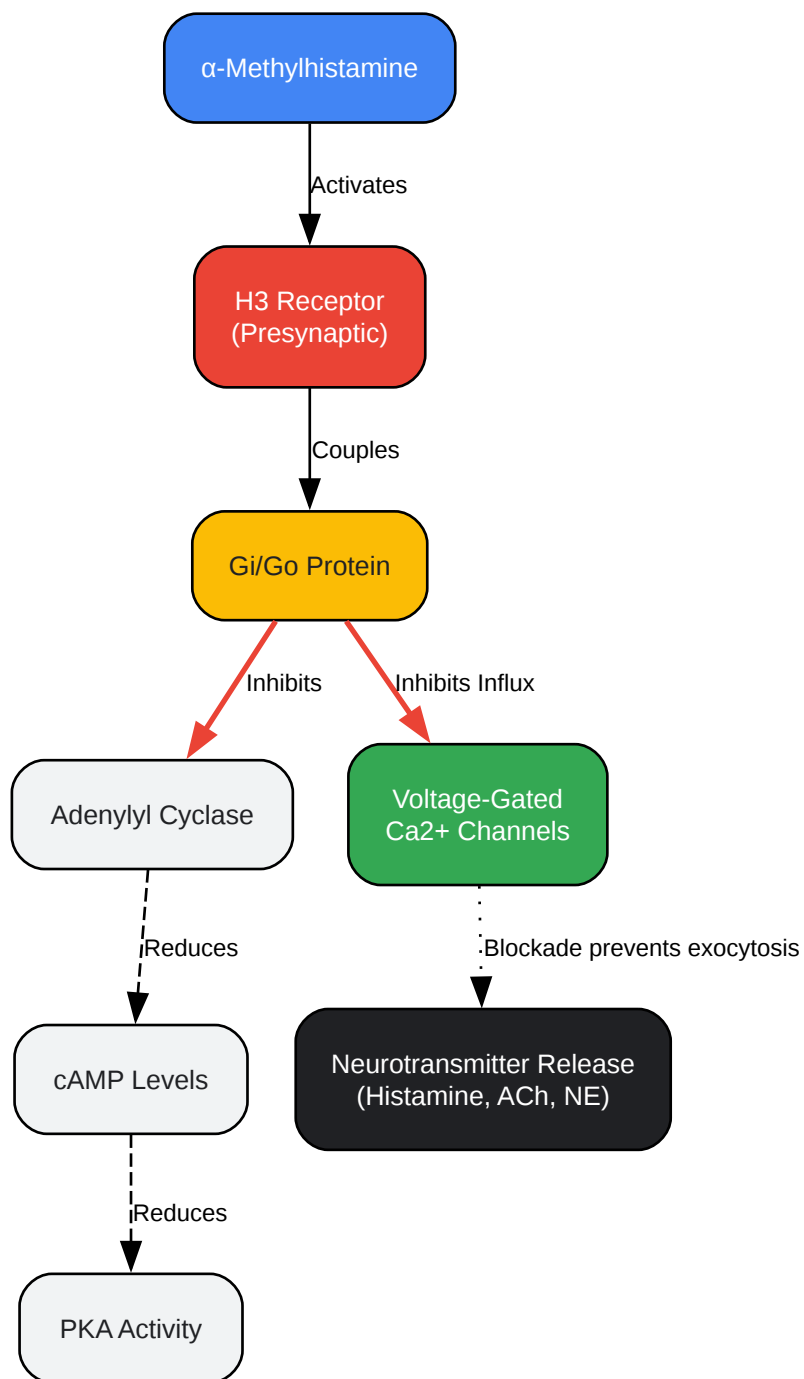 α-Methylhistamine
Activates
H3 Receptor
(Presynaptic)
Couples
Gi/Go Protein
Inhibits
Inhibits Influx
Adenylyl Cyclase
Voltage-Gated
Ca2+ Channels
Reduces
Blockade prevents exocytosis
cAMP Levels
Neurotransmitter Release
(Histamine, ACh, NE)
Reduces
PKA Activity